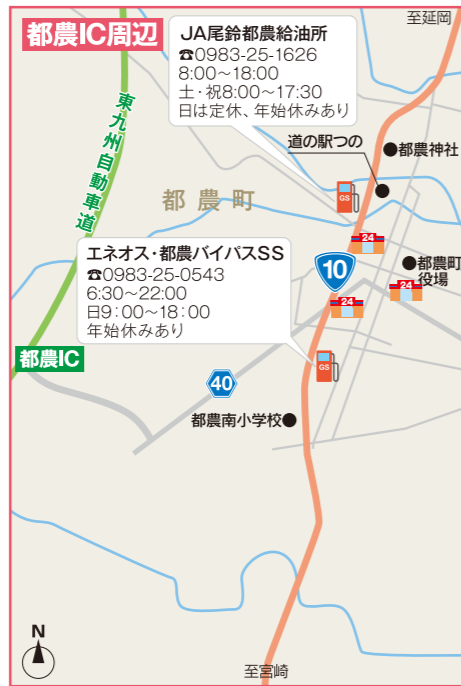 都農IC周辺
至延岡
JA尾鈴都農給油所
☎0983-25-1626
8:00〜18:00
土・祝8:00〜17:30
日は定休、年始休みあり
東九州自動車道
道の駅つの
●都農神社
GS
都農町
24
エネオス・都農バイパスSS
☎0983-25-0543
6:30〜22:00
日9:00〜18:00
年始休みあり
10
●都農町
役場
24
24
都農IC
GS
40
都農南小学校●
N
至宮崎